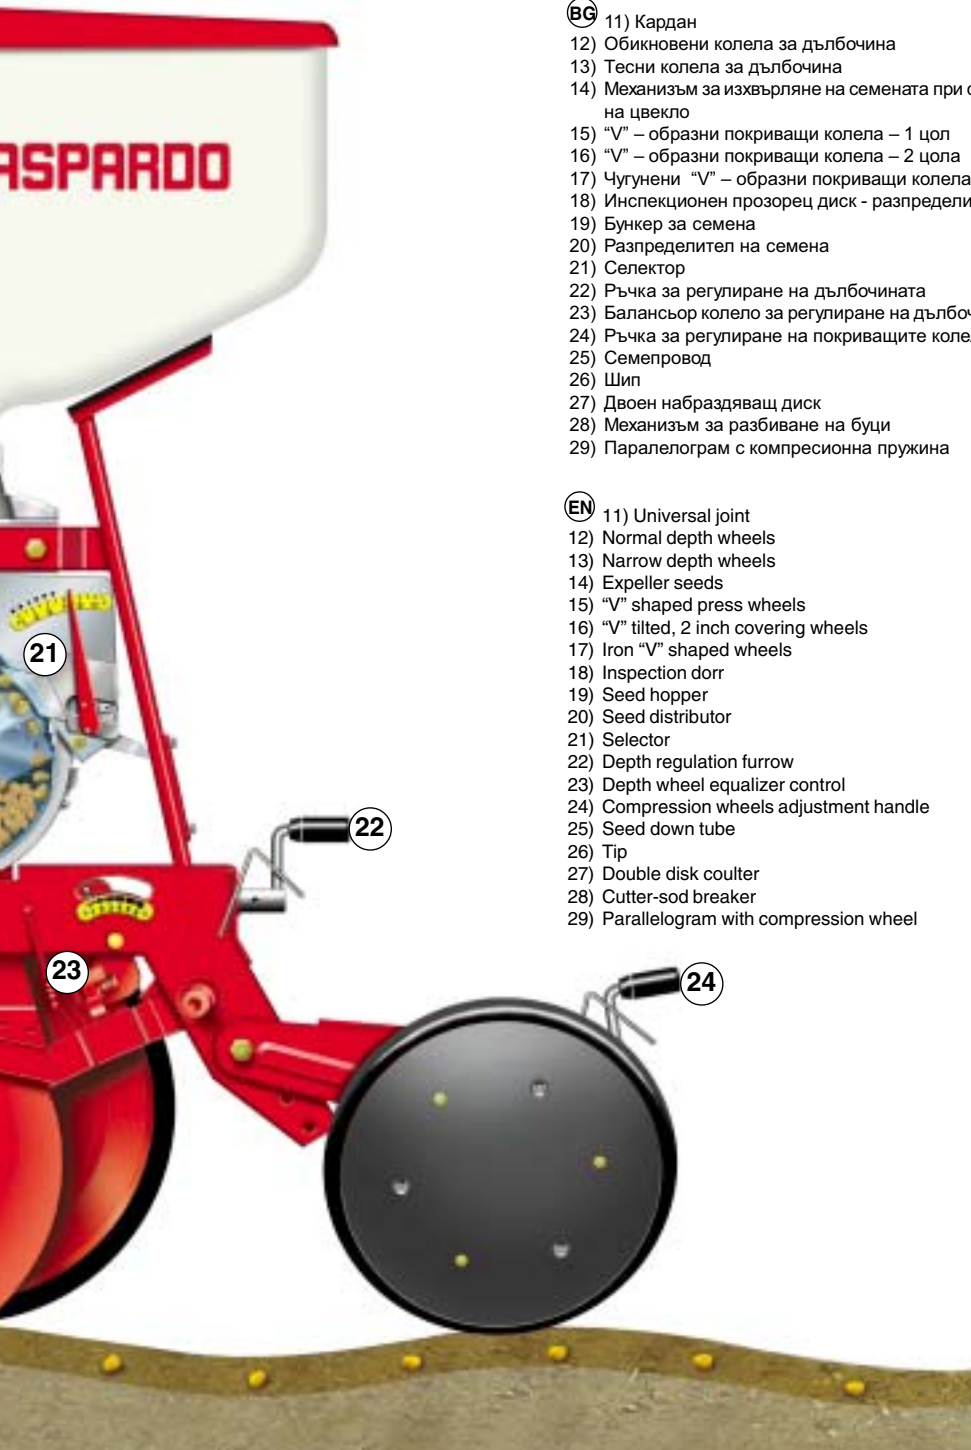 ASPARDO
BG 11) Кардан
12) Обикновени колела за дълбочина
13) Тесни колела за дълбочина
14) Механизъм за изхвърляне на семената при
на цвекло
15) “V” – образни покриващи колела – 1 цол
16) “V” – образни покриващи колела – 2 цола
17) Чугунени “V” – образни покриващи колела
18) Инспекционен прозорец диск - разпредели
19) Бункер за семена
20) Разпределител на семена
21) Селектор
22) Ръчка за регулиране на дълбочината
23) Балансьор колело за регулиране на дълбоч
24) Ръчка за регулиране на покриващите коле
25) Семепровод
26) Шип
27) Двоен набраздяващ диск
28) Механизъм за разбиване на буци
29) Паралелограм с компресионна пружина
EN 11) Universal joint
12) Normal depth wheels
13) Narrow depth wheels
14) Expeller seeds
15) “V” shaped press wheels
16) “V” tilted, 2 inch covering wheels
17) Iron “V” shaped wheels
18) Inspection dorr
19) Seed hopper
20) Seed distributor
21) Selector
22) Depth regulation furrow
23) Depth wheel equalizer control
24) Compression wheels adjustment handle
25) Seed down tube
26) Tip
27) Double disk coulter
28) Cutter-sod breaker
29) Parallelogram with compression wheel
21
22
23
24